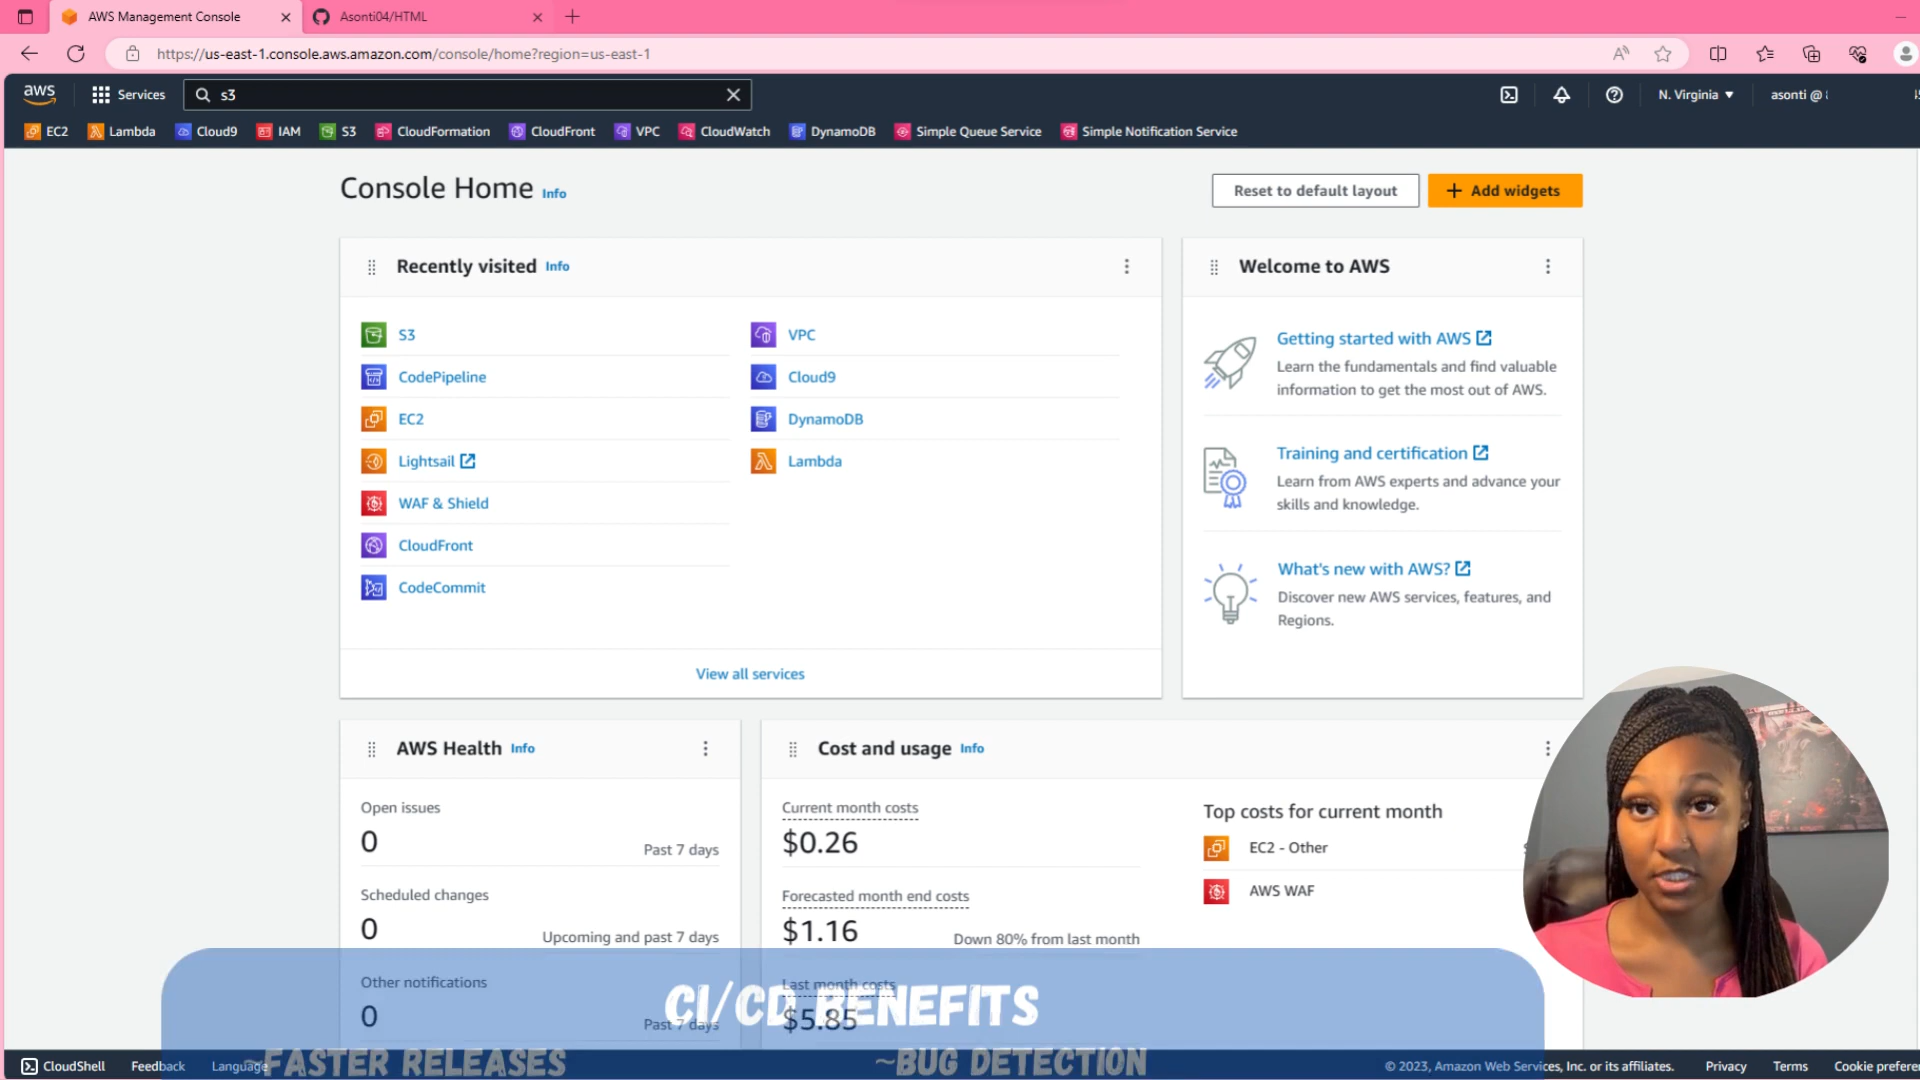 AWS Management Console
Asonti04/HTML
https://us-east-1.console.aws.amazon.com/console/home?region=us-east-1
aws
Services
s3
N. Virginia
asonti @
EC2
Lambda
Cloud9
IAM
S3
CloudFormation
CloudFront
VPC
CloudWatch
DynamoDB
Simple Queue Service
Simple Notification Service
Console Home Info
Reset to default layout
+ Add widgets
Recently visited Info
S3
CodePipeline
EC2
Lightsail
WAF & Shield
CloudFront
CodeCommit
VPC
Cloud9
DynamoDB
Lambda
View all services
Welcome to AWS
Getting started with AWS
Learn the fundamentals and find valuable
information to get the most out of AWS.
Training and certification
Learn from AWS experts and advance your
skills and knowledge.
What's new with AWS?
Discover new AWS services, features, and
Regions.
AWS Health Info
Open issues
0
Past 7 days
Scheduled changes
0
Upcoming and past 7 days
Other notifications
0
Past 7 days
Cost and usage Info
Current month costs
$0.26
Forecasted month end costs
$1.16
Down 80% from last month
Last month costs
$5.85
Top costs for current month
EC2 - Other
AWS WAF
CI/CD BENEFITS
~FASTER RELEASES
~BUG DETECTION
CloudShell
Feedback
Language
© 2023, Amazon Web Services, Inc. or its affiliates.
Privacy
Terms
Cookie prefere